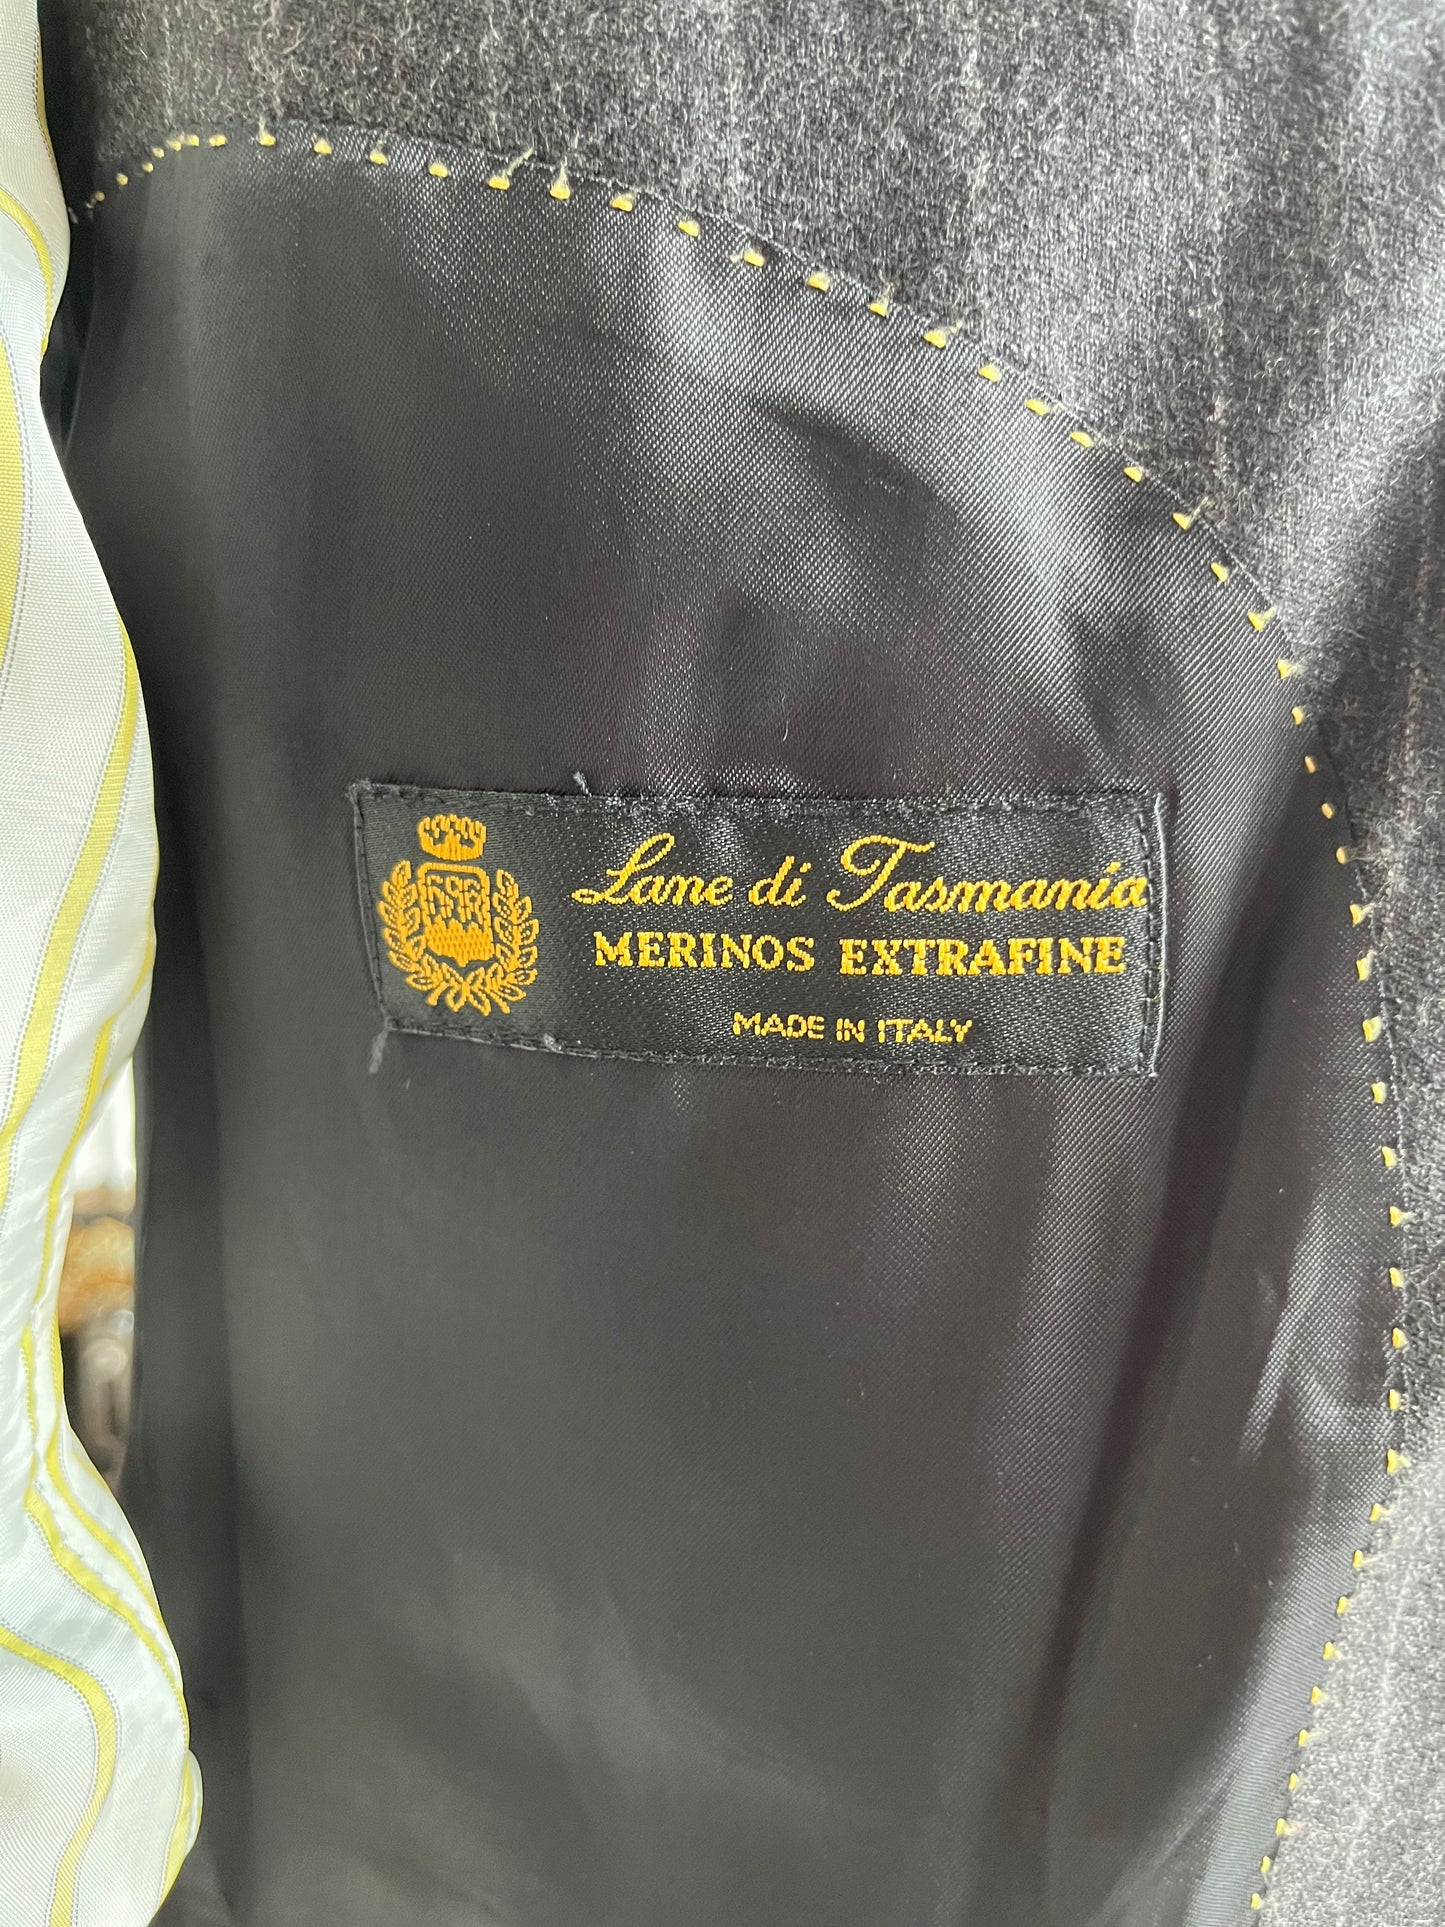 Lane di Tasmania
MERINOS EXTRAFINE
MADE IN ITALY